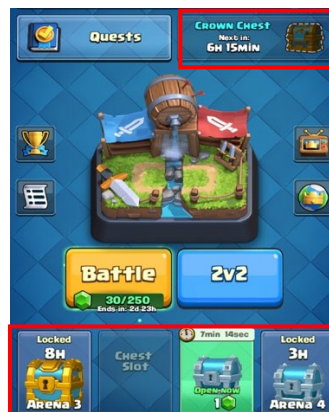 Quests
Crown Chest
Next in:
6h 15min
Battle
30/250
Ends in: 2d 23h
2v2
Locked
8h
Arena 3
Chest
Slot
7min 14sec
Open now
1
Locked
3h
Arena 4